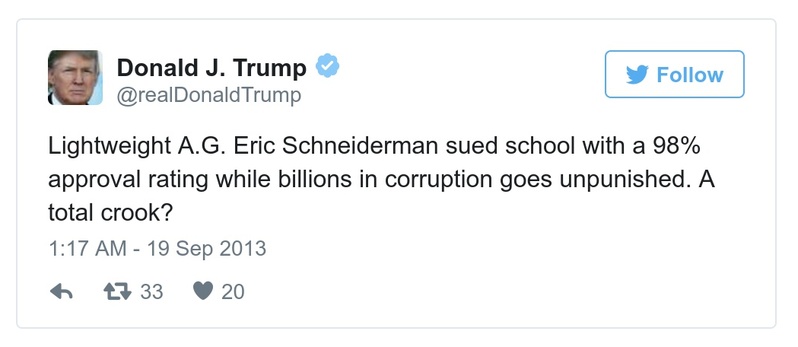 Donald J. Trump
@realDonaldTrump
Follow
Lightweight A.G. Eric Schneiderman sued school with a 98%
approval rating while billions in corruption goes unpunished. A
total crook?
1:17 AM - 19 Sep 2013
33 20